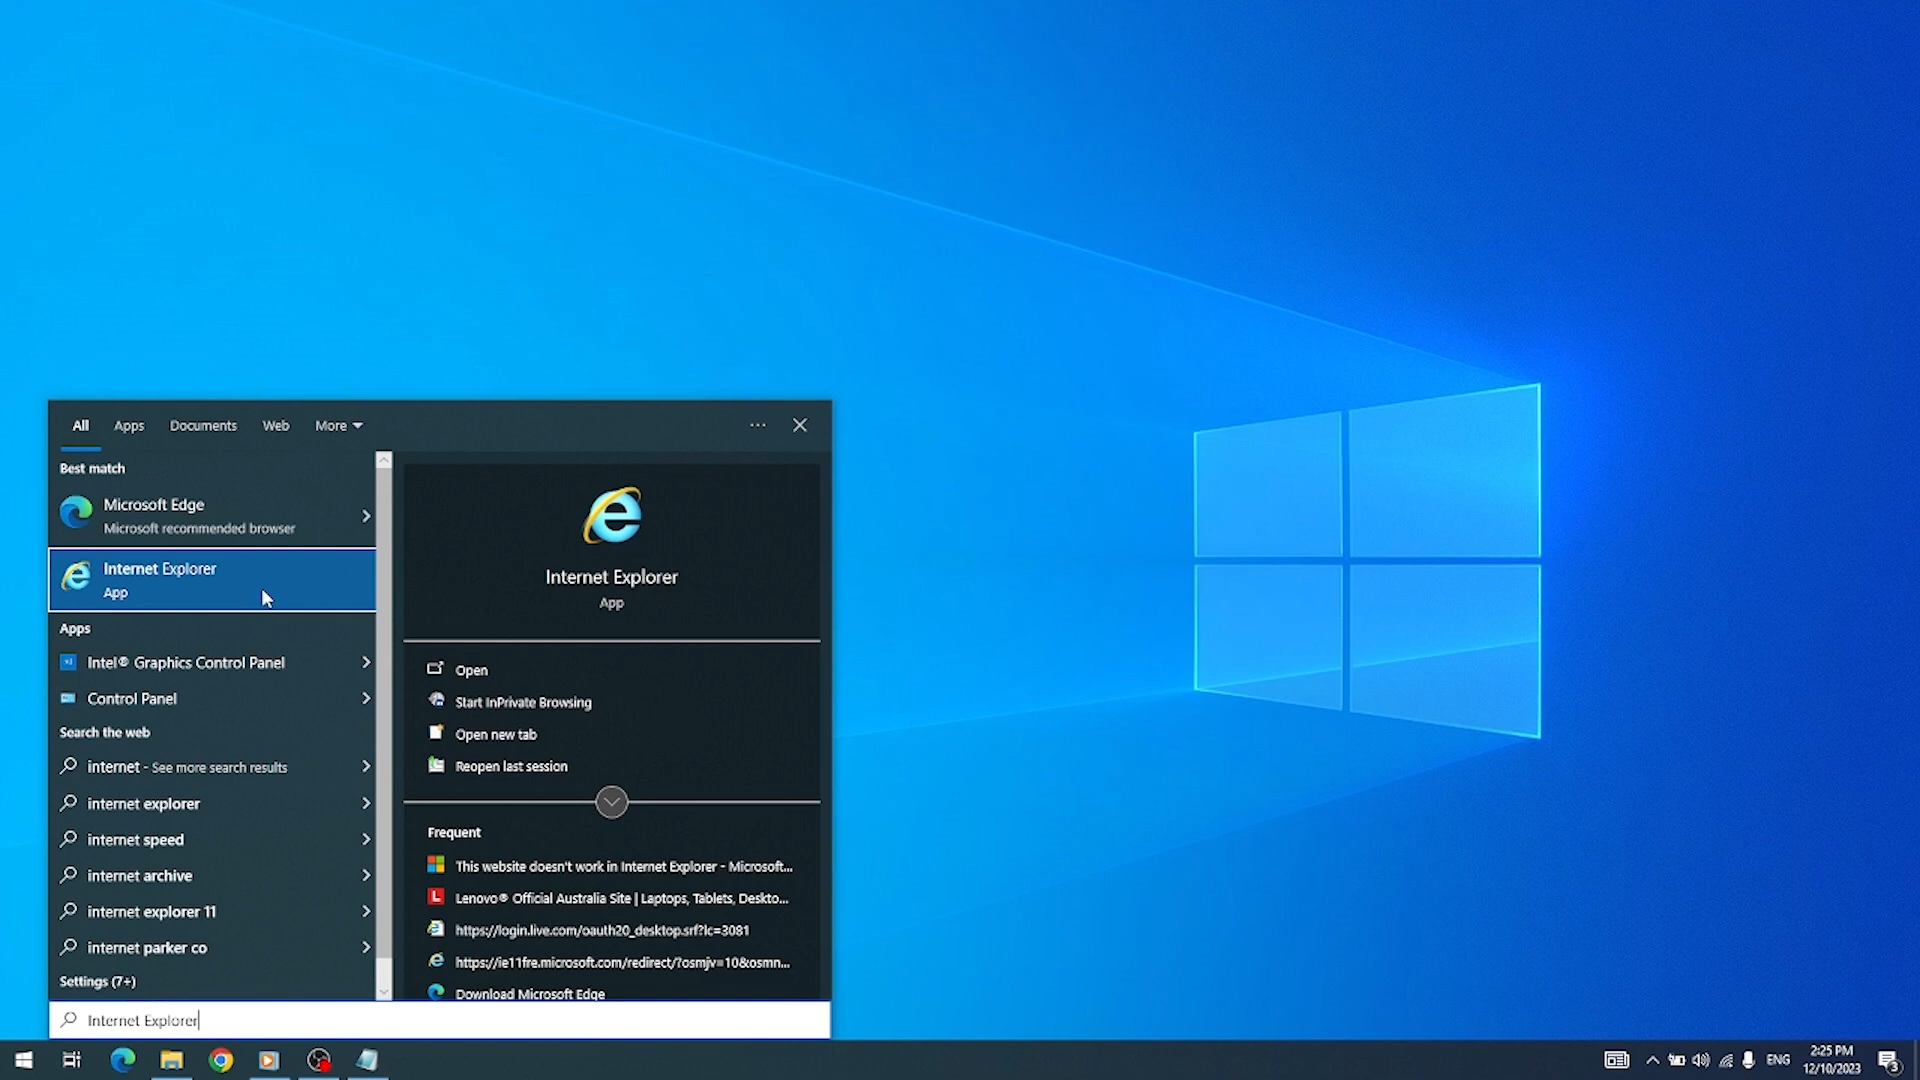 All Apps Documents Web More
Best match
Microsoft Edge
Microsoft recommended browser
Internet Explorer
App
Apps
Intel® Graphics Control Panel
Control Panel
Search the web
internet - See more search results
internet explorer
internet speed
internet archive
internet explorer 11
internet parker co
Settings (7+)
Internet Explorer
Internet Explorer
App
Open
Start InPrivate Browsing
Open new tab
Reopen last session
Frequent
This website doesn't work in Internet Explorer - Microsoft...
Lenovo® Official Australia Site | Laptops, Tablets, Deskto...
https://login.live.com/oauth20_desktop.srf?lc=3081
https://ie11fre.microsoft.com/redirect/?osmjv=10&osmn...
Download Microsoft Edge
ENG
2:25 PM
12/10/2023
3